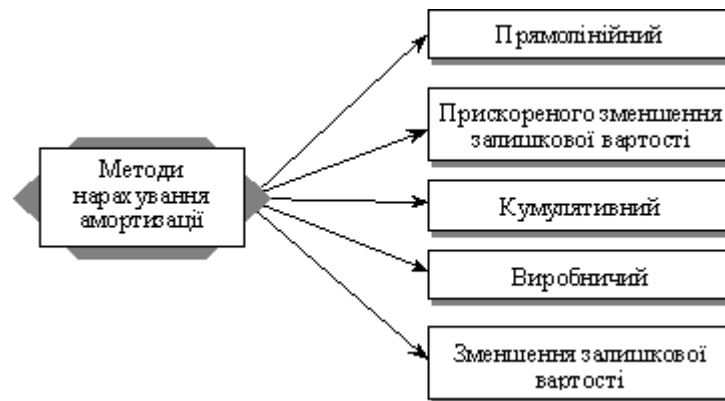 Методи
нарахування
амортизації
Прямолінійний
Прискореного зменшення
залишкової вартості
Кумулятивний
Виробничий
Зменшення залишкової
вартості